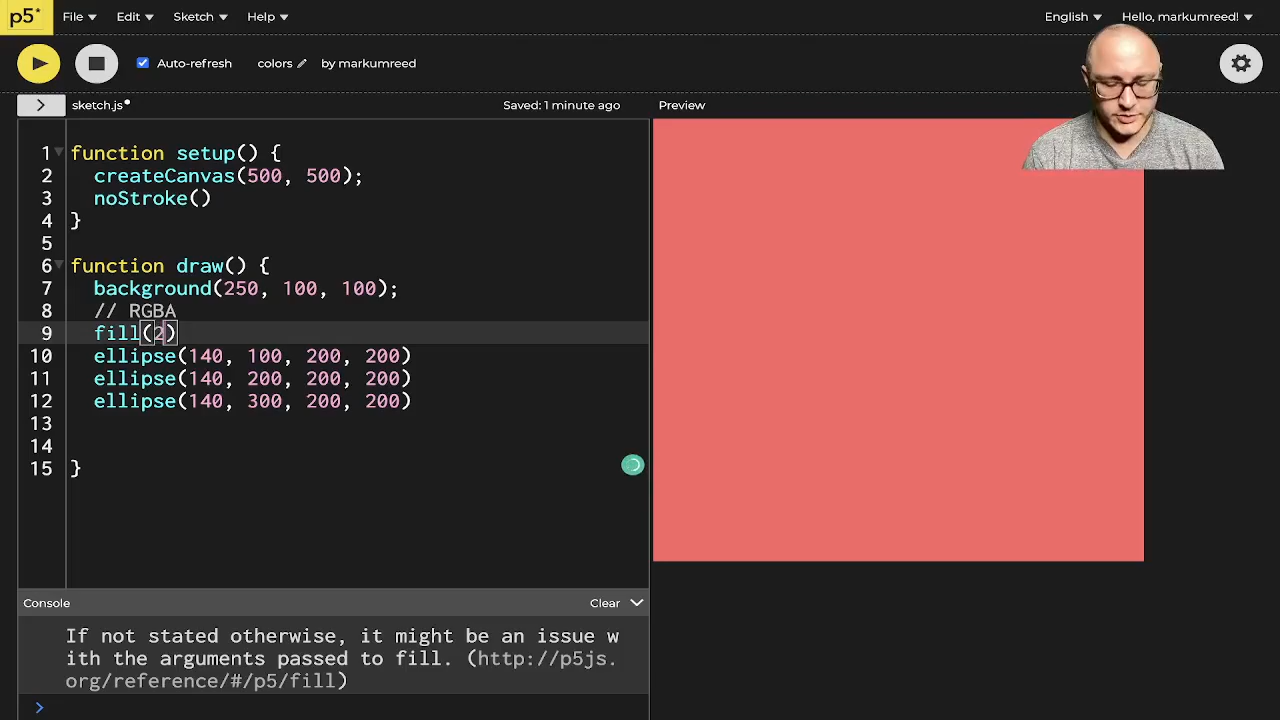 p5* File Edit Sketch Help English Hello, markumreed!
Auto-refresh colors by markumreed
sketch.js Saved: 1 minute ago Preview
1 function setup() {
2 createCanvas(500, 500);
3 noStroke()
4 }
5
6 function draw() {
7 background(250, 100, 100);
8 // RGBA
9 fill(2)
10 ellipse(140, 100, 200, 200)
11 ellipse(140, 200, 200, 200)
12 ellipse(140, 300, 200, 200)
13
14
15 }
Console Clear
If not stated otherwise, it might be an issue w
ith the arguments passed to fill. (http://p5js.
org/reference/#/p5/fill)
>